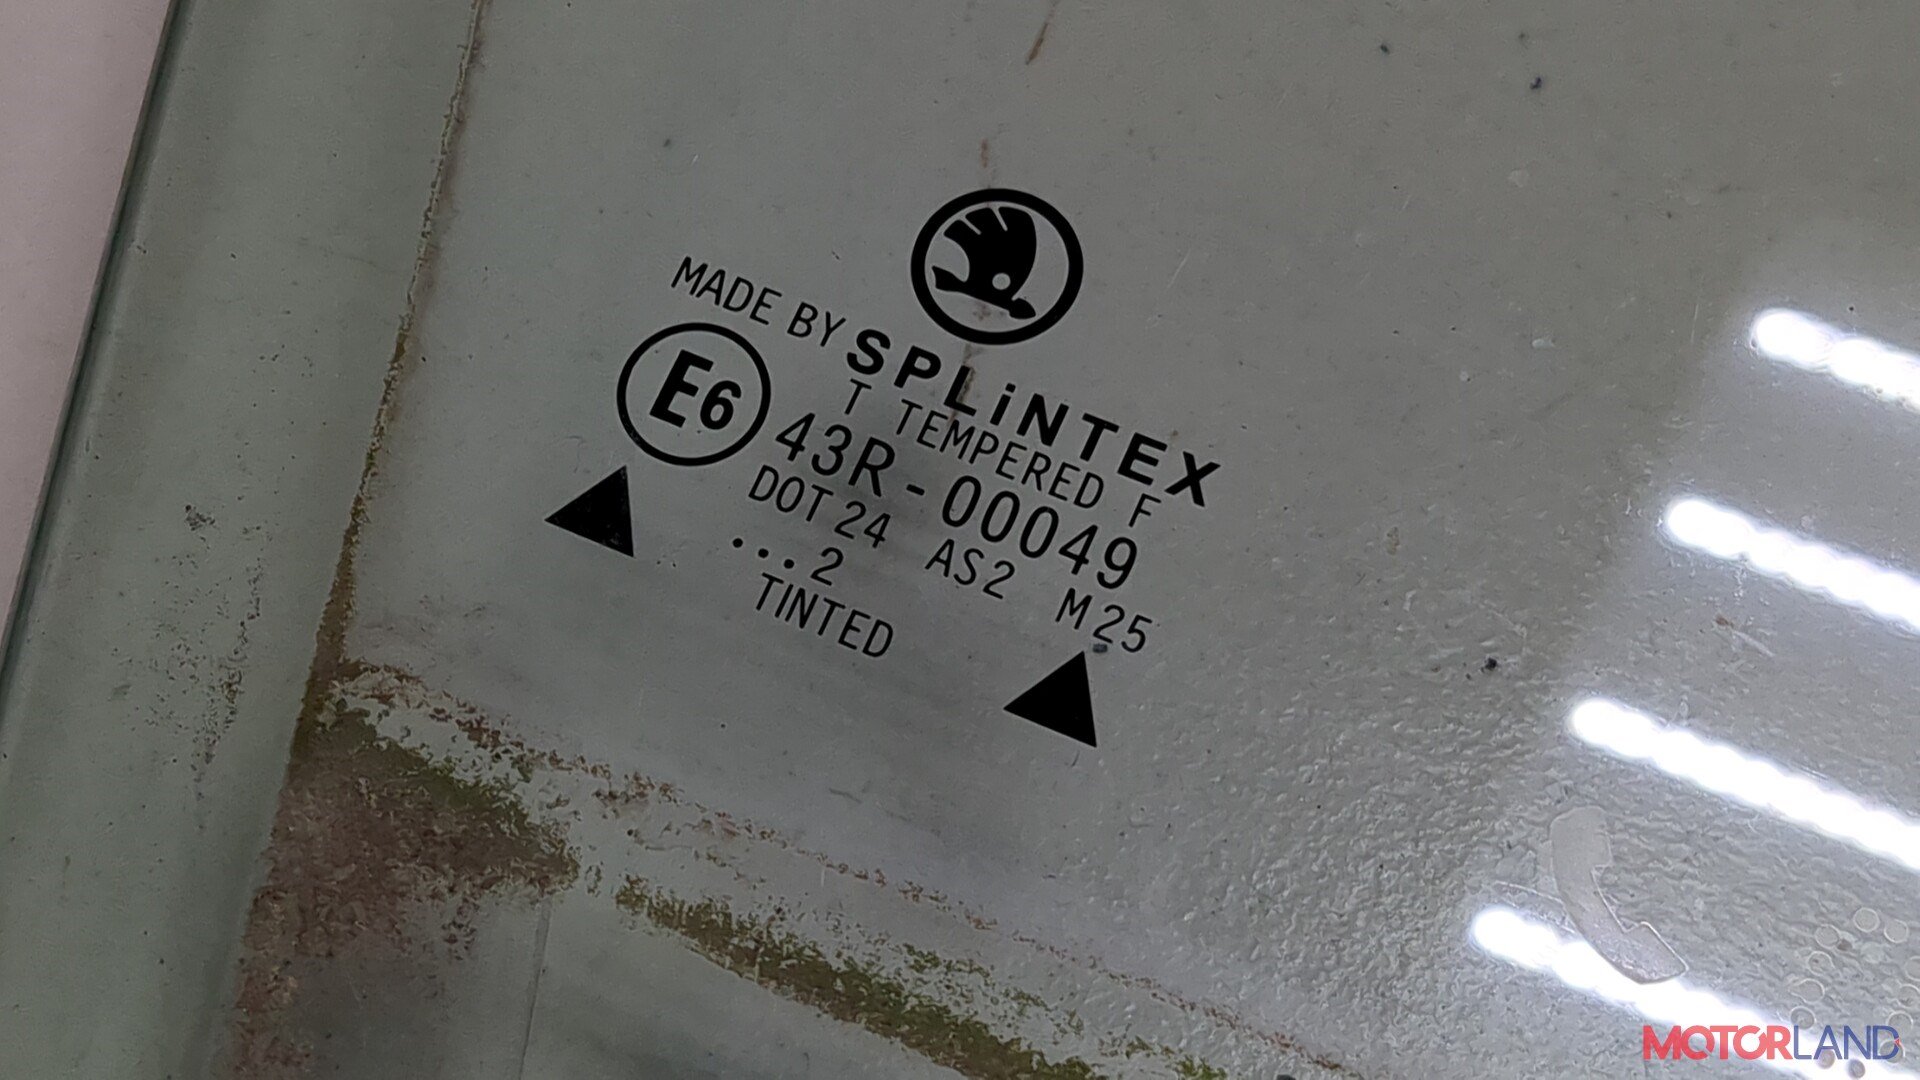 MADE BY SPLiNTEX
T TEMPERED F
E6 43R-00049
DOT 24 AS2 M25
...2
TINTED
MOTORLAND